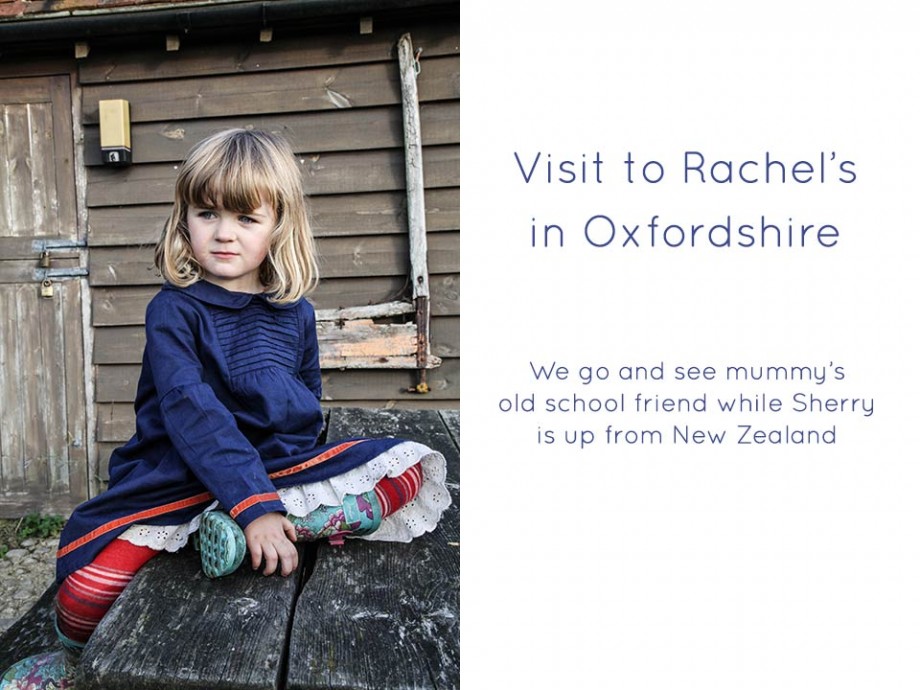 Visit to Rachel’s
in Oxfordshire
We go and see mummy’s
old school friend while Sherry
is up from New Zealand